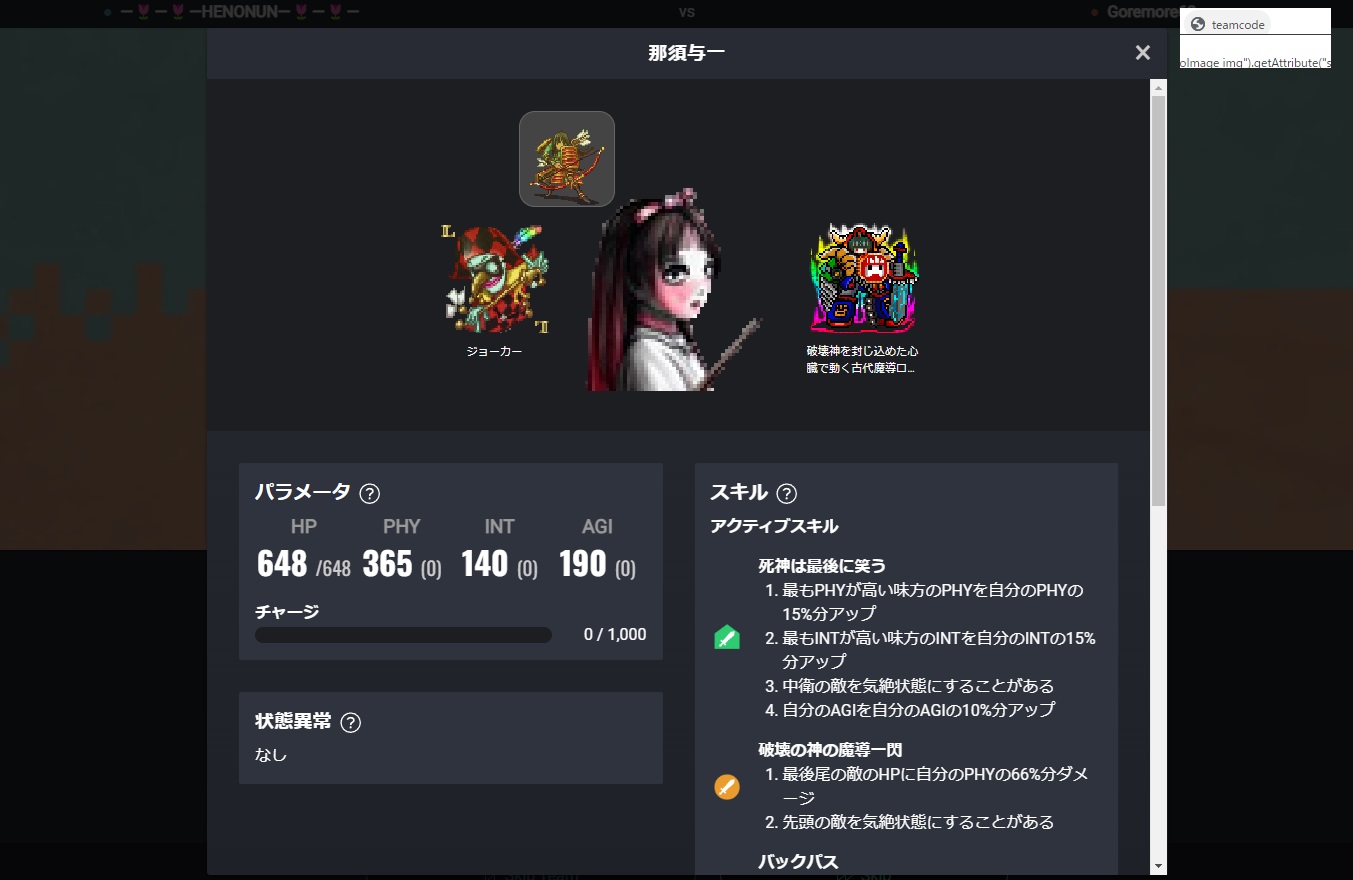 ー🌷ー🌷ーHENONUNー🌷ー🌷ー
VS
teamcode
oImage img").getAttribute("s
那須与一
ジョーカー
破壊神を封じ込めた心
臓で動く古代魔導ロ...
パラメータ ?
HP PHY INT AGI
648 /648 365 (0) 140 (0) 190 (0)
チャージ
0 / 1,000
状態異常 ?
なし
スキル ?
アクティブスキル
死神は最後に笑う
1. 最もPHYが高い味方のPHYを自分のPHYの
15%分アップ
2. 最もINTが高い味方のINTを自分のINTの15%
分アップ
3. 中衛の敵を気絶状態にすることがある
4. 自分のAGIを自分のAGIの10%分アップ
破壊の神の魔導一閃
1. 最後尾の敵のHPに自分のPHYの66%分ダメ
ージ
2. 先頭の敵を気絶状態にすることがある
バックパス